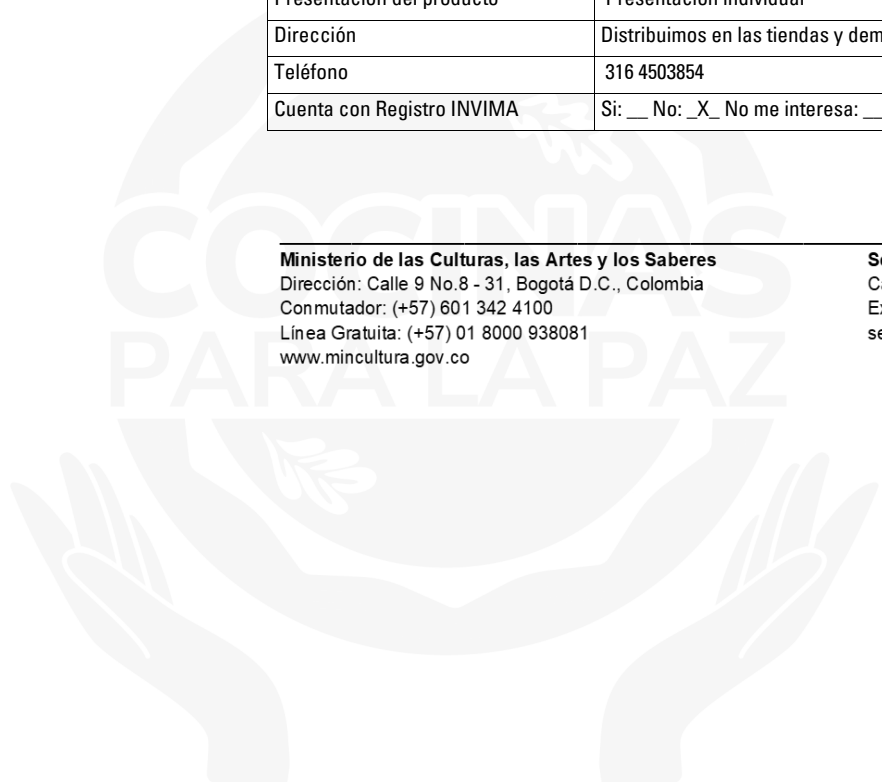 Presentación del producto Presentación individual
Dirección Distribuimos en las tiendas y dem
Teléfono 316 4503854
Cuenta con Registro INVIMA Si: __ No: _X_ No me interesa: __
COCINAS
PARA LA PAZ
Ministerio de las Culturas, las Artes y los Saberes
Dirección: Calle 9 No.8 - 31, Bogotá D.C., Colombia
Conmutador: (+57) 601 342 4100
Línea Gratuita: (+57) 01 8000 938081
www.mincultura.gov.co